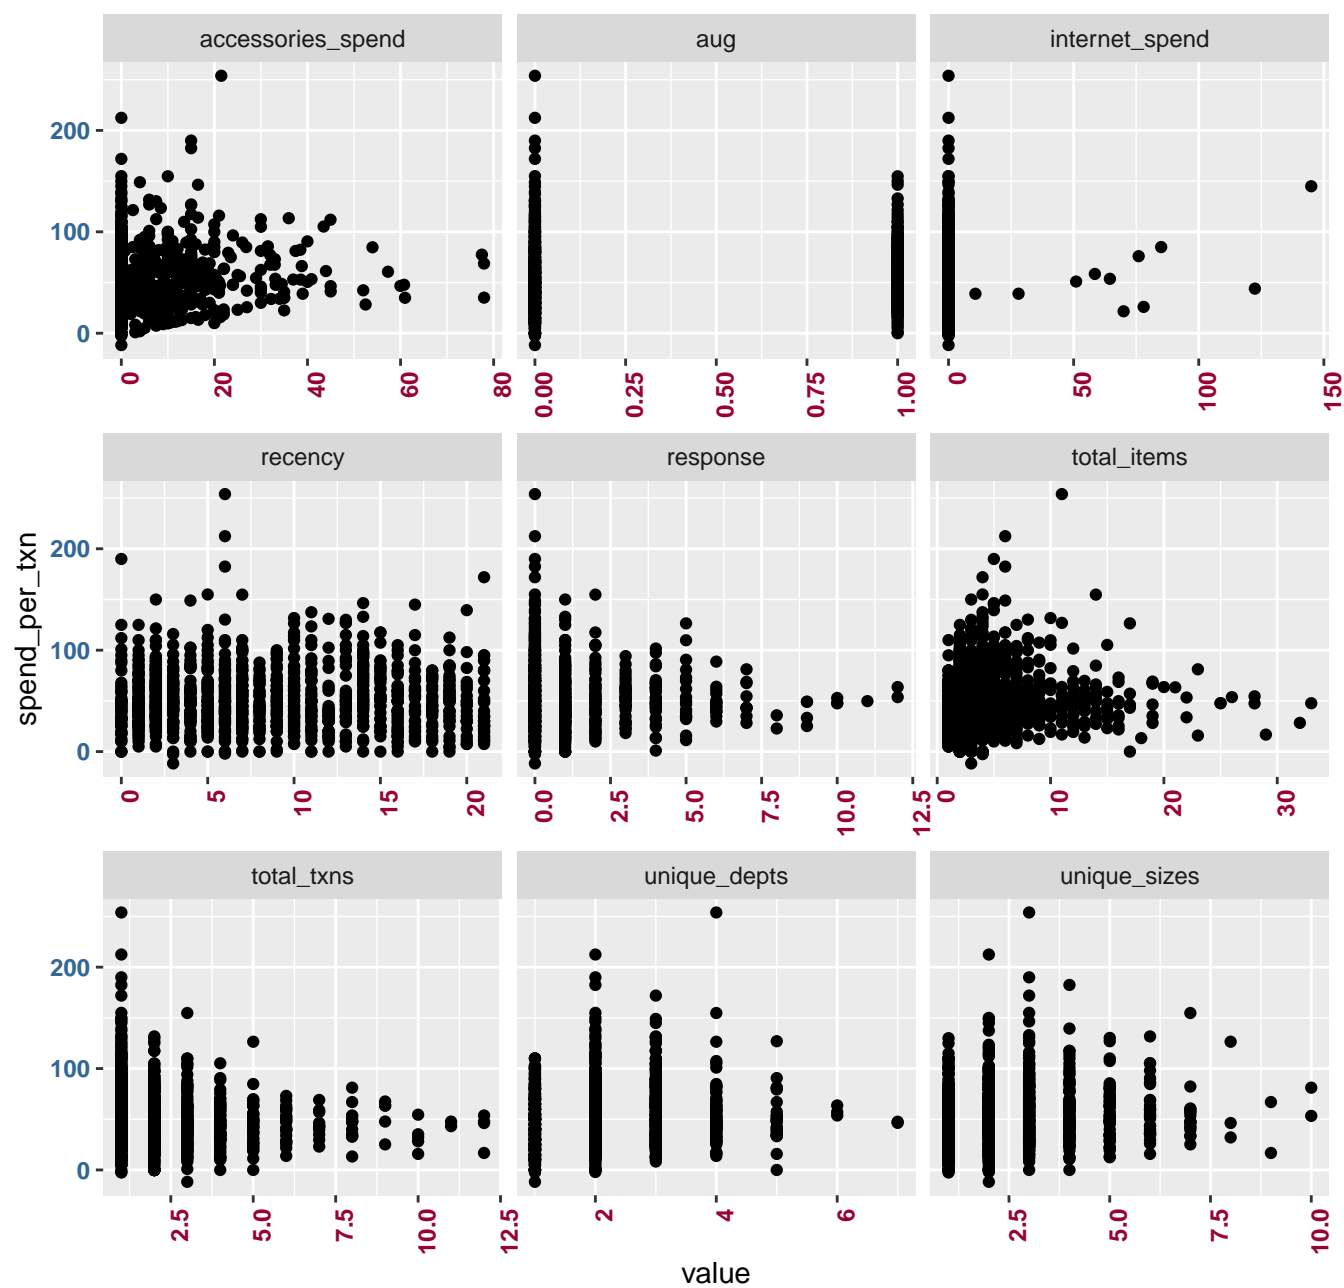 accessories_spend aug internet_spend
200
100
0
0 20 40 60 80 0.00 0.25 0.50 0.75 1.00 0 50 100 150
recency response total_items
200
100
0
0 5 10 15 20 0.0 2.5 5.0 7.5 10.0 12.5 0 10 20 30
spend_per_txn
total_txns unique_depts unique_sizes
200
100
0
2.5 5.0 7.5 10.0 12.5 2 4 6 2.5 5.0 7.5 10.0
value